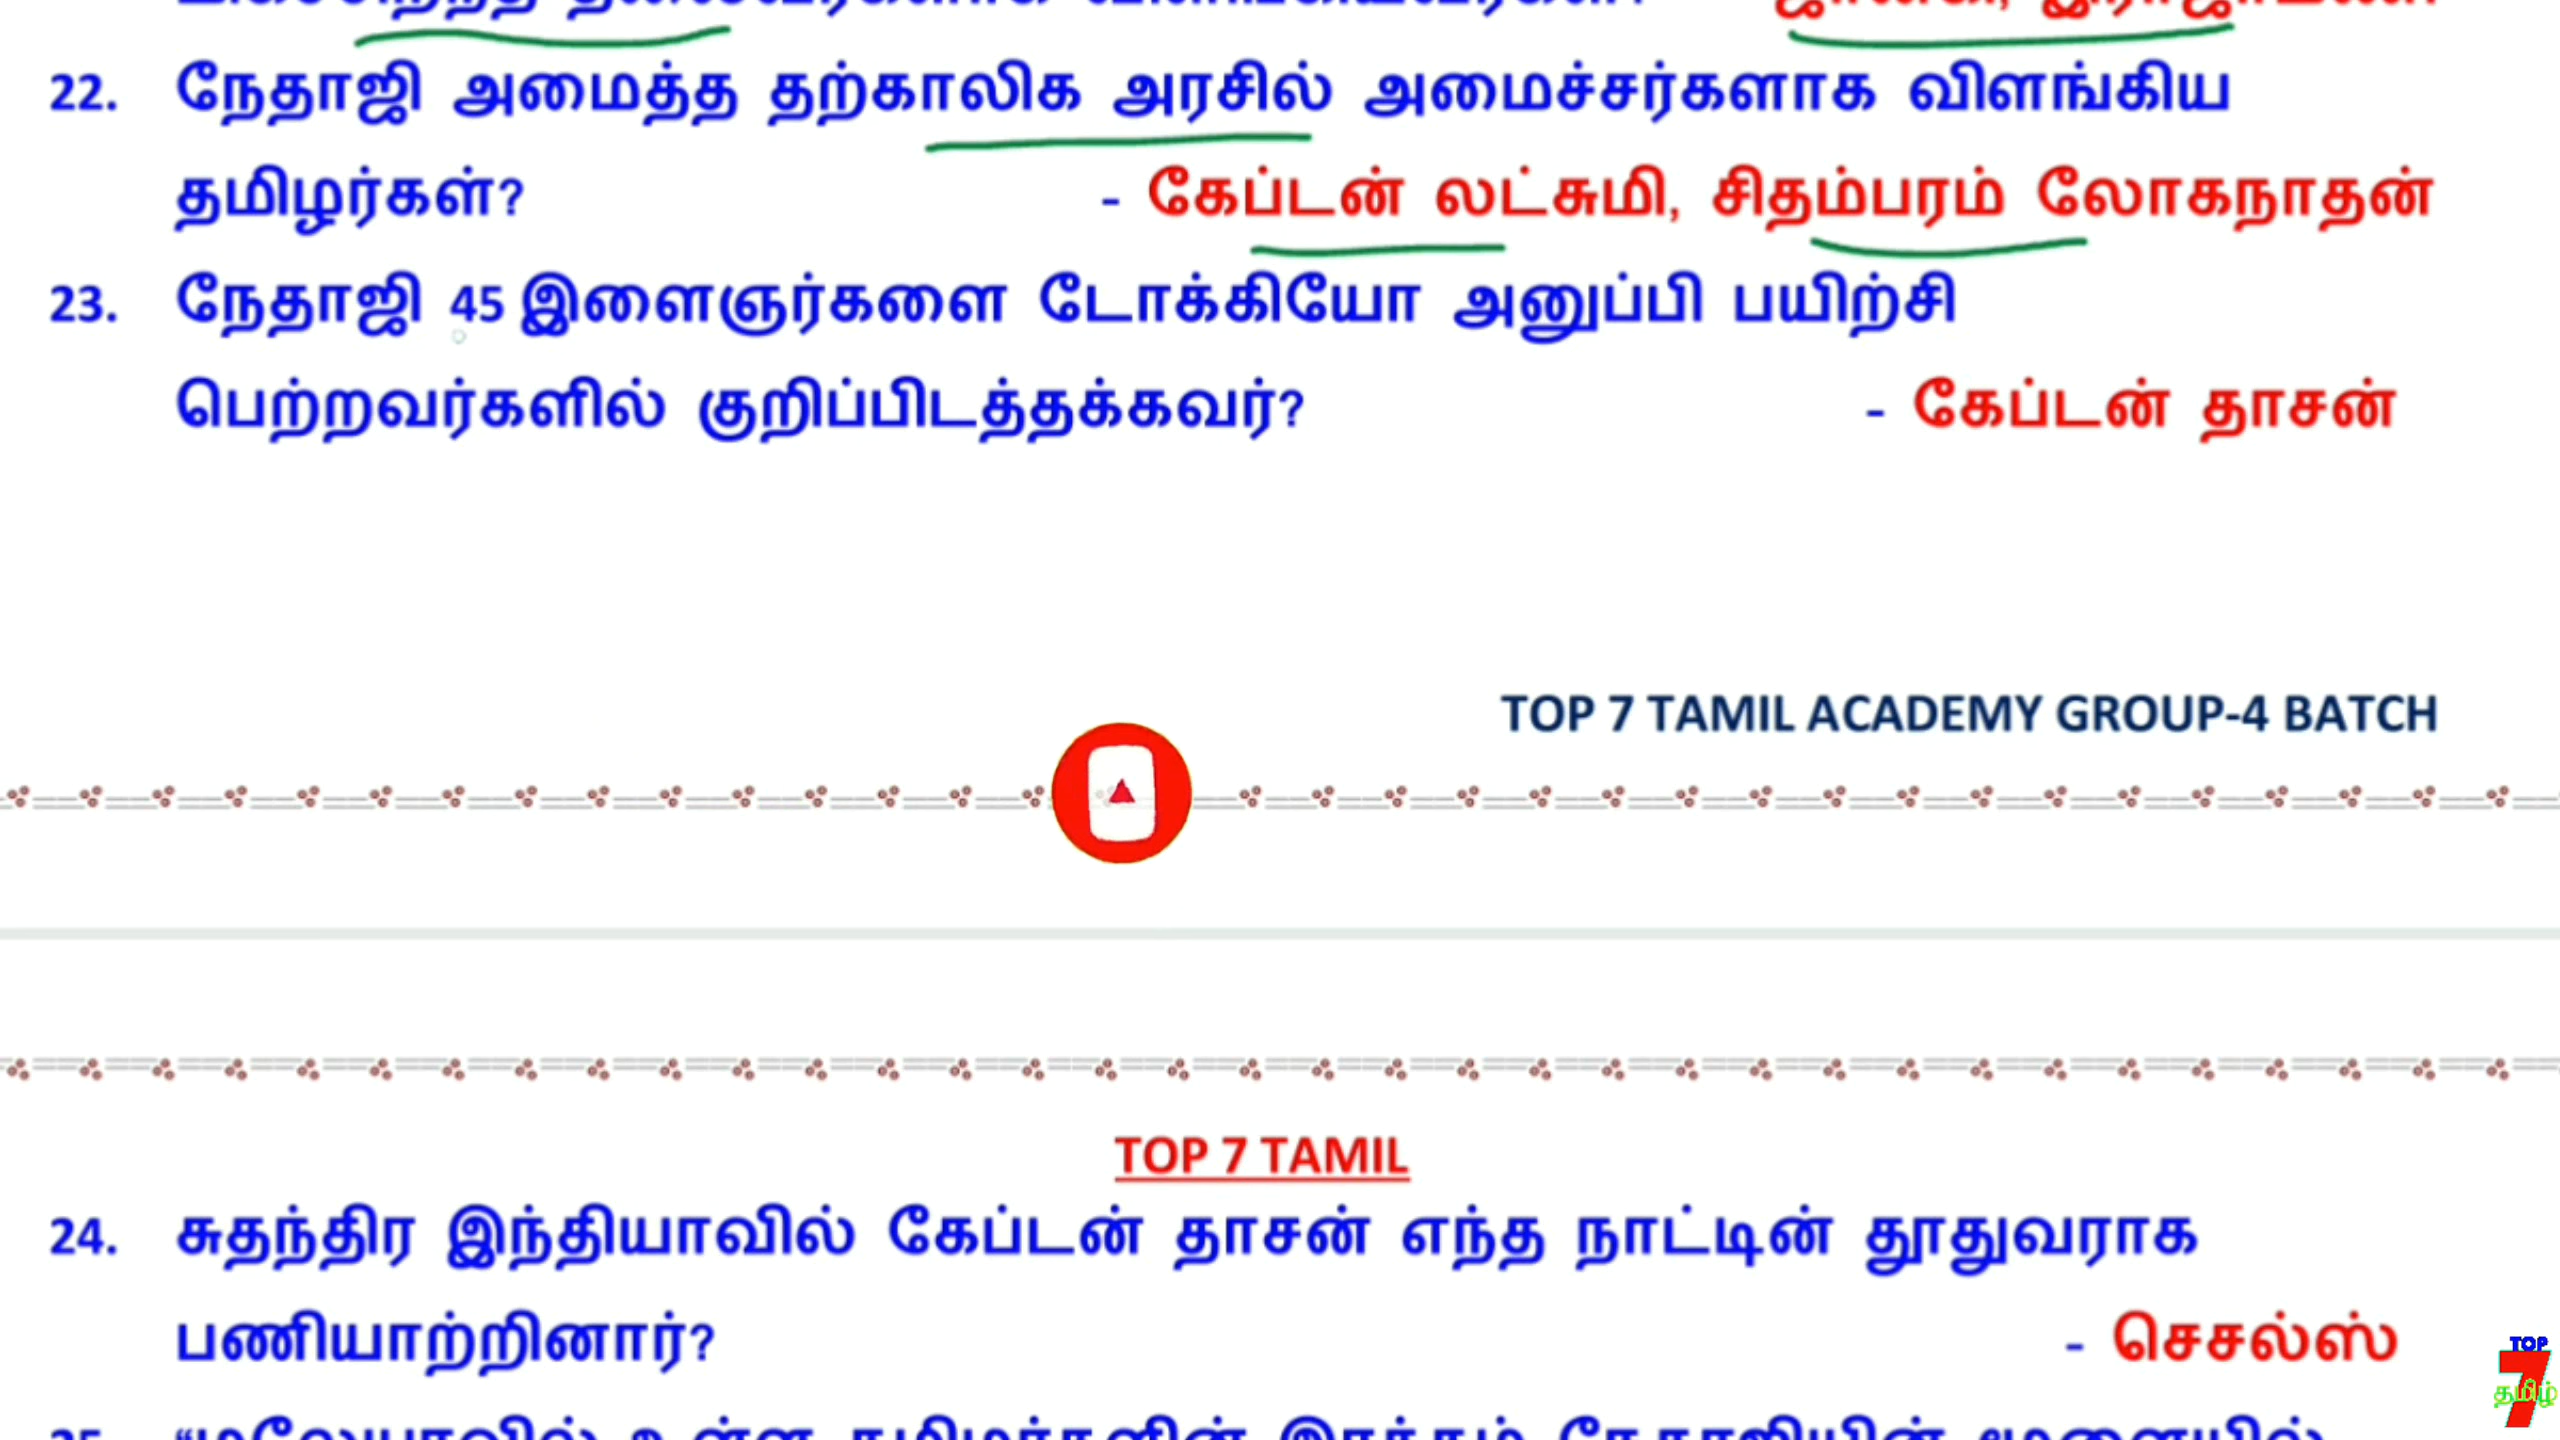 22. நேதாஜி அமைத்த தற்காலிக அரசில் அமைச்சர்களாக விளங்கிய
தமிழர்கள்? - கேப்டன் லட்சுமி, சிதம்பரம் லோகநாதன்
23. நேதாஜி 45 இளைஞர்களை டோக்கியோ அனுப்பி பயிற்சி
பெற்றவர்களில் குறிப்பிடத்தக்கவர்? - கேப்டன் தாசன்
TOP 7 TAMIL ACADEMY GROUP-4 BATCH
TOP 7 TAMIL
24. சுதந்திர இந்தியாவில் கேப்டன் தாசன் எந்த நாட்டின் தூதுவராக
பணியாற்றினார்? - செசல்ஸ்
TOP
7
தமிழ்